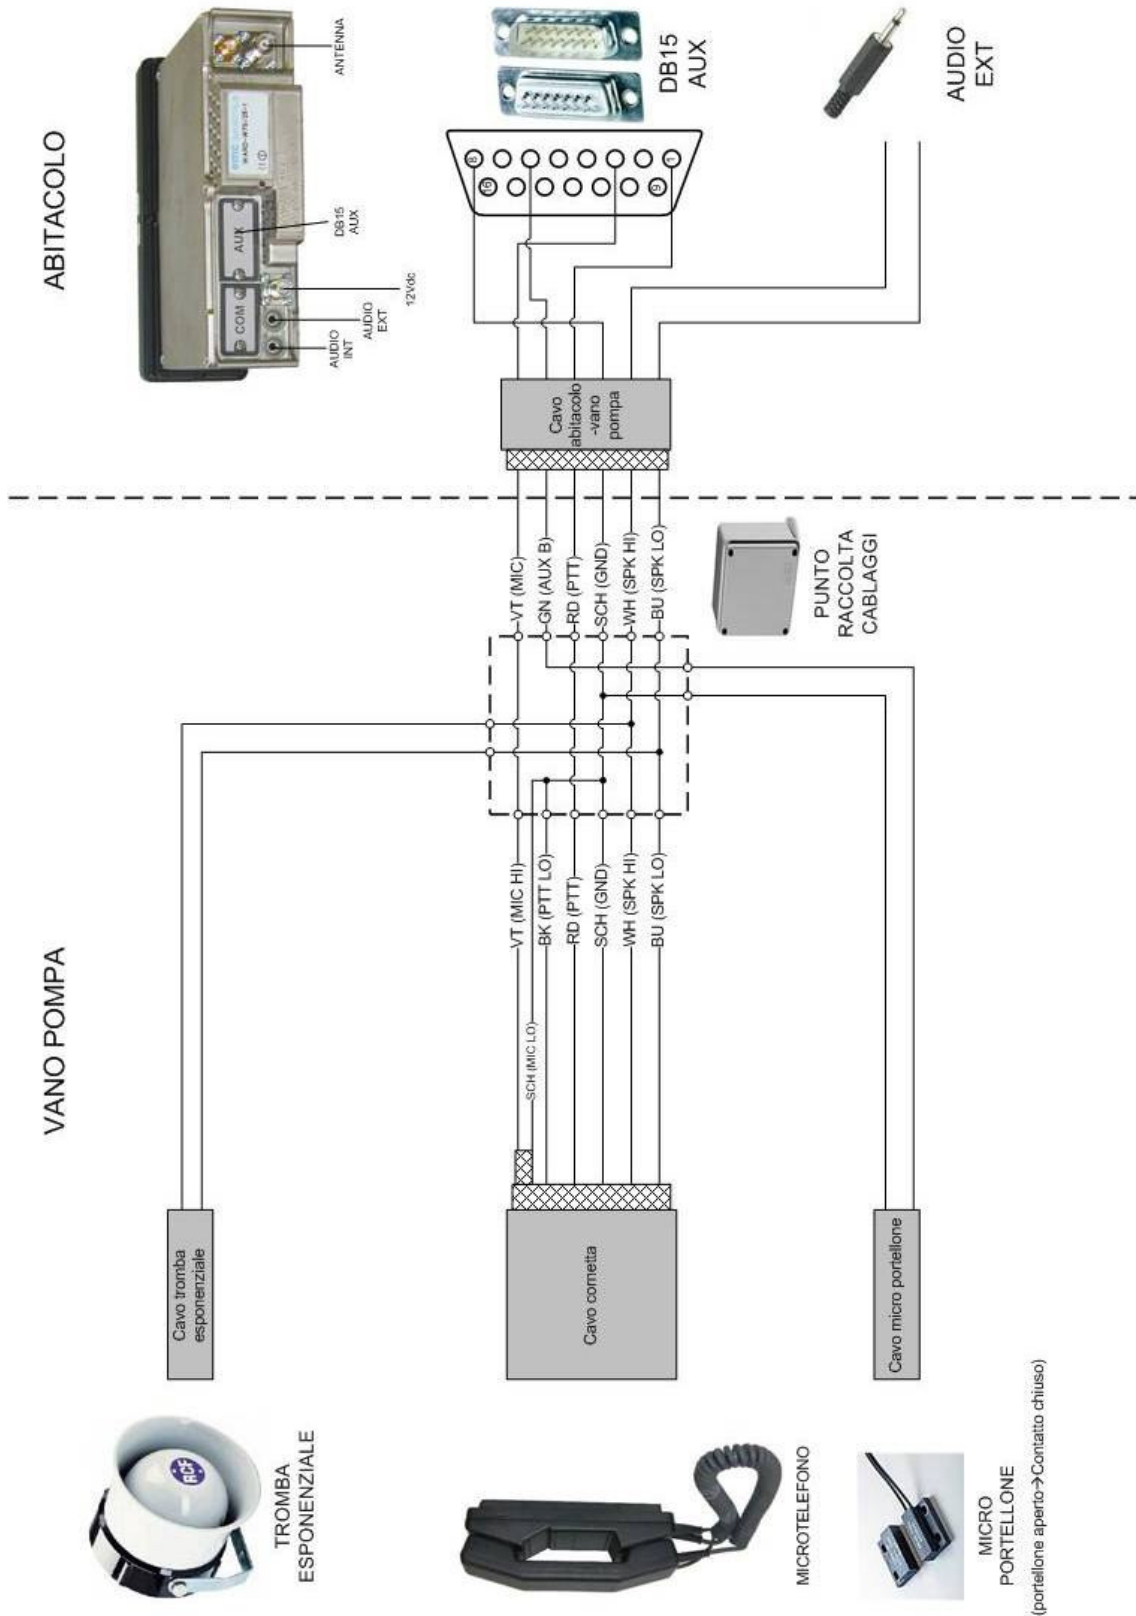 VANO POMPA
ABITACOLO
TROMBA
ESPONENZIALE
RCF
Cavo tromba
esponenziale
ANTENNA
COM
AUX
DB15
AUX
12Vdc
AUDIO
EXT
AUDIO
INT
MICROTELEFONO
Cavo cornetta
SCH (MIC LO)
VT (MIC HI)
BK (PTT LO)
RD (PTT)
SCH (GND)
WH (SPK HI)
BU (SPK LO)
VT (MIC)
GN (AUX B)
RD (PTT)
SCH (GND)
WH (SPK HI)
BU (SPK LO)
Cavo
abitacolo
-vano
pompa
8
1
16
9
DB15
AUX
MICRO
PORTELLONE
(portellone aperto→Contatto chiuso)
Cavo micro portellone
PUNTO
RACCOLTA
CABLAGGI
AUDIO
EXT